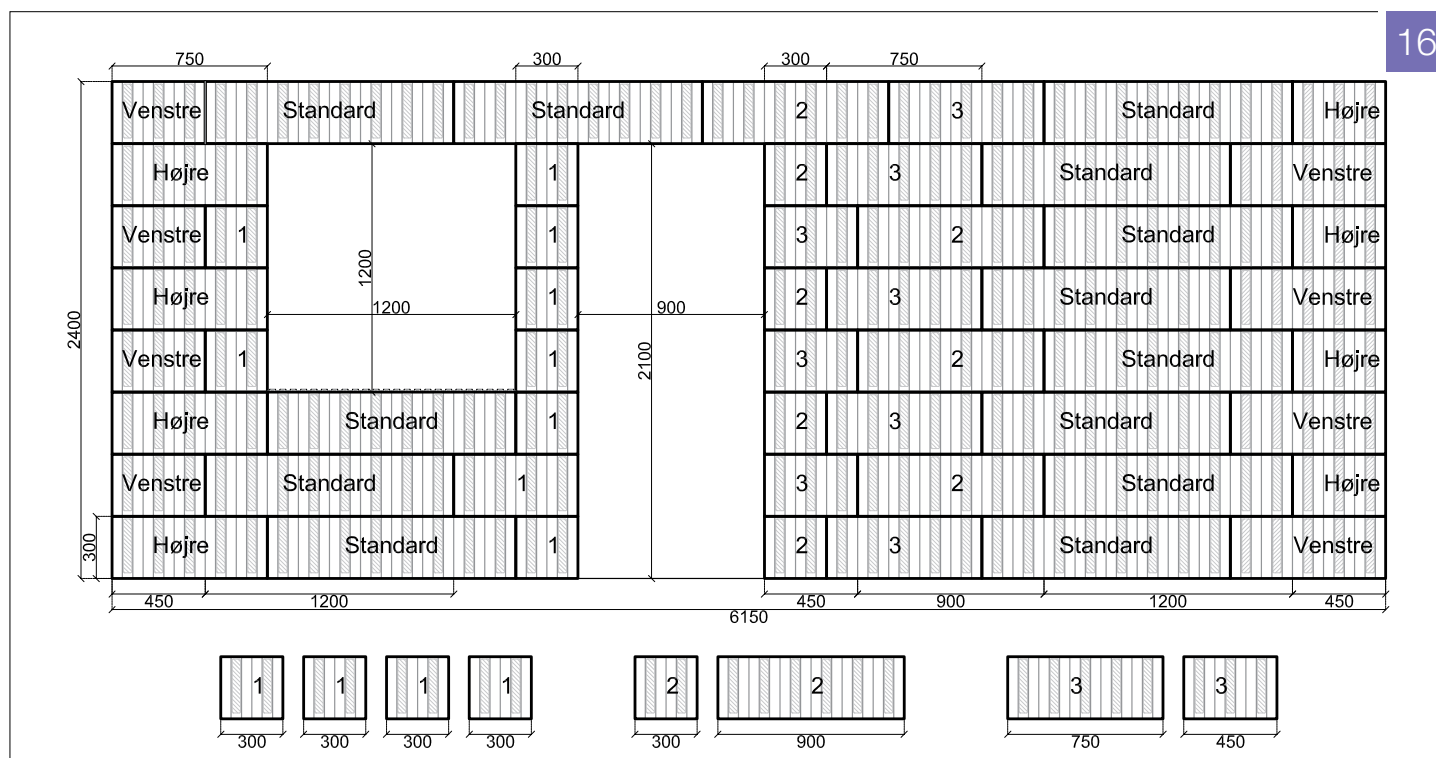 16
750 300 300 750
Venstre Standard Standard 2 3 Standard Højre
Højre 1 2 3 Standard Venstre
Venstre 1 1 3 2 Standard Højre
1200
Højre 1 2 3 Standard Venstre
1200 900
2400
Venstre 1 1 3 2 Standard Højre
2100
Højre Standard 1 2 3 Standard Venstre
Venstre Standard 1 3 2 Standard Højre
300
Højre Standard 1 2 3 Standard Venstre
450 1200 450 900 1200 450
6150
1 1 1 1 2 2 3 3
300 300 300 300 300 900 750 450